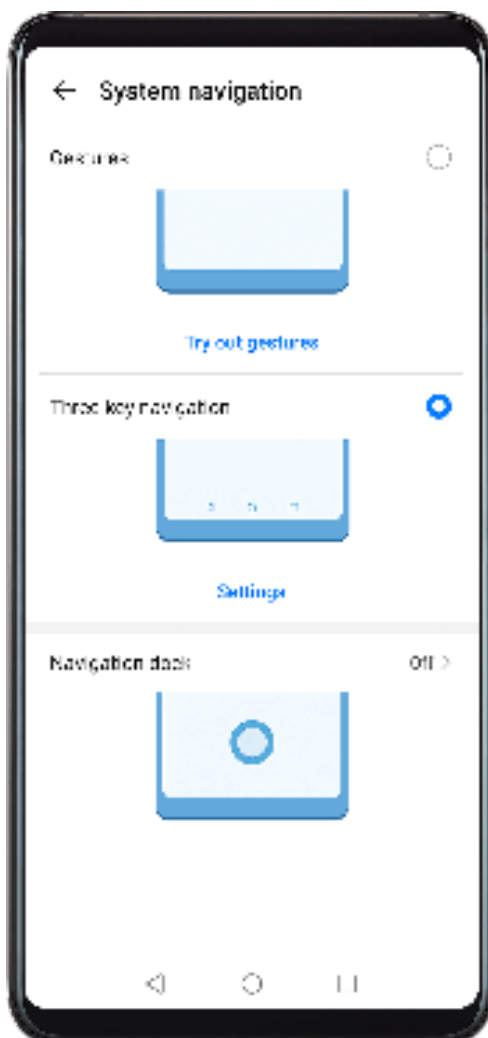 System navigation
Gestures
Try out gestures
Three key navigation
Settings
Navigation dock
Off